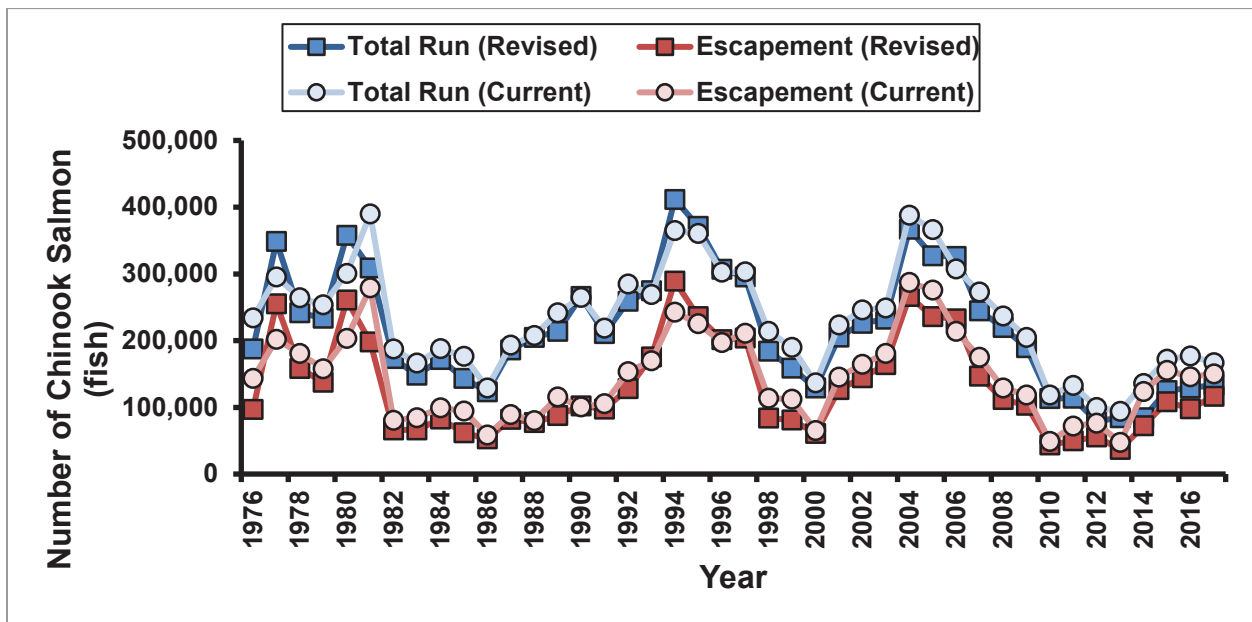 Total Run (Revised) Escapement (Revised)
Total Run (Current) Escapement (Current)
Number of Chinook Salmon
(fish)
500,000
400,000
300,000
200,000
100,000
0
1976 1978 1980 1982 1984 1986 1988 1990 1992 1994 1996 1998 2000 2002 2004 2006 2008 2010 2012 2014 2016
Year